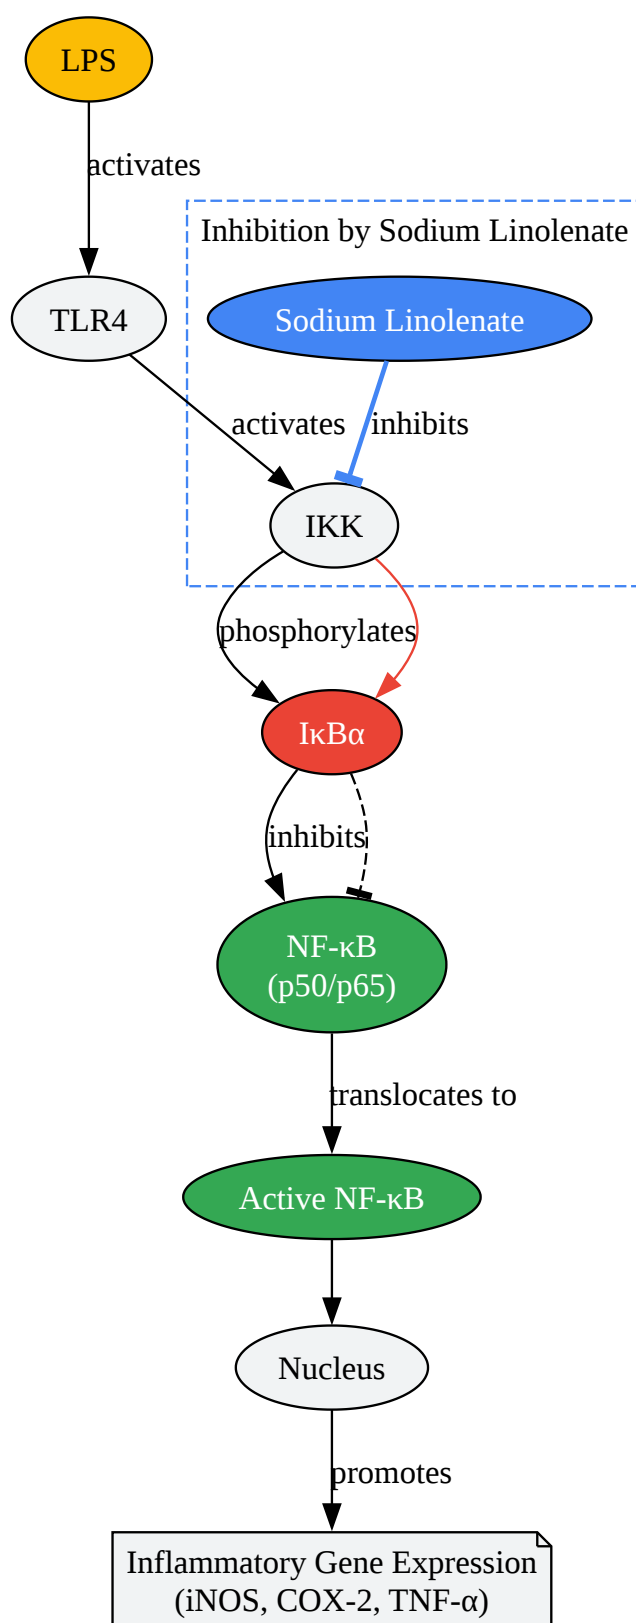 LPS
activates
Inhibition by Sodium Linolenate
TLR4
Sodium Linolenate
activates
inhibits
IKK
phosphorylates
IκBα
inhibits
NF-κB
(p50/p65)
translocates to
Active NF-κB
Nucleus
promotes
Inflammatory Gene Expression
(iNOS, COX-2, TNF-α)